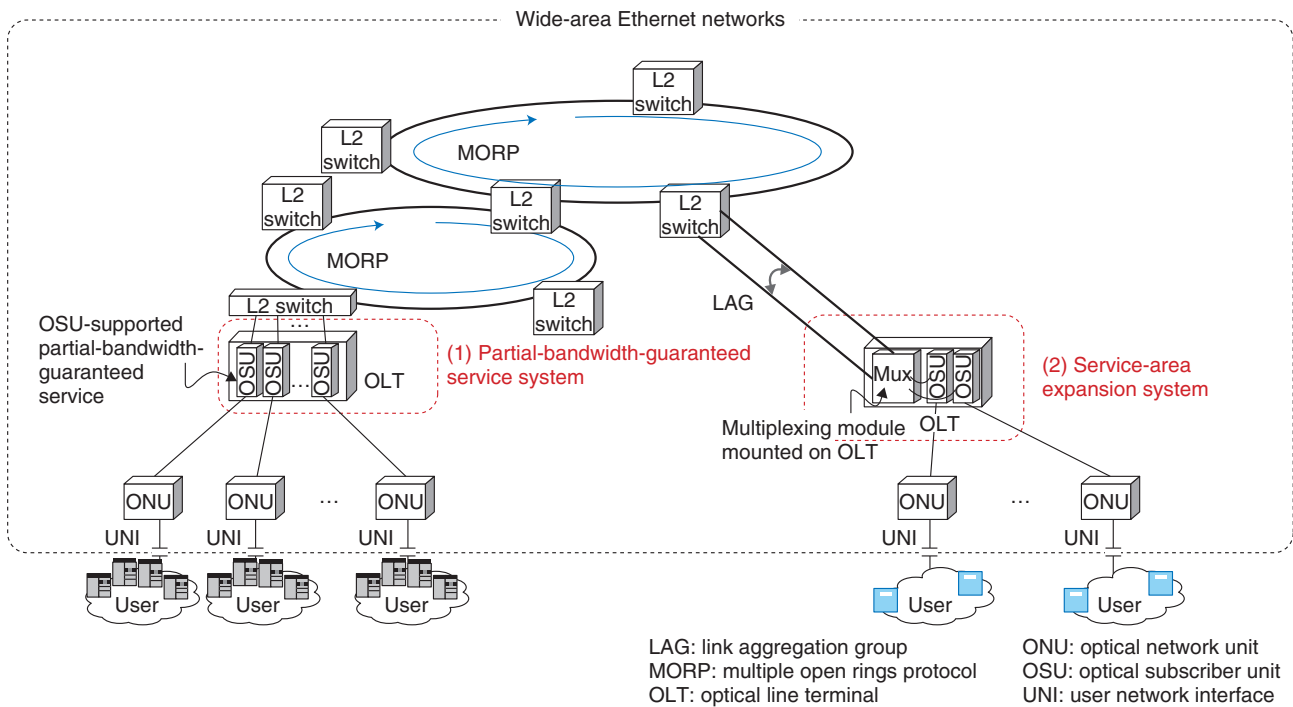 Wide-area Ethernet networks
L2
switch
L2
switch
MORP
L2
switch
L2
switch
L2
switch
MORP
L2 switch
...
L2
switch
LAG
OSU-supported
partial-bandwidth-
guaranteed
service
OSU
OSU
...
OSU
OLT
(1) Partial-bandwidth-guaranteed
service system
Mux
OSU
OSU
(2) Service-area
expansion system
Multiplexing module
mounted on OLT
OLT
ONU
ONU
...
ONU
ONU
...
ONU
UNI
UNI
UNI
UNI
UNI
User
User
User
User
User
LAG: link aggregation group
MORP: multiple open rings protocol
OLT: optical line terminal
ONU: optical network unit
OSU: optical subscriber unit
UNI: user network interface